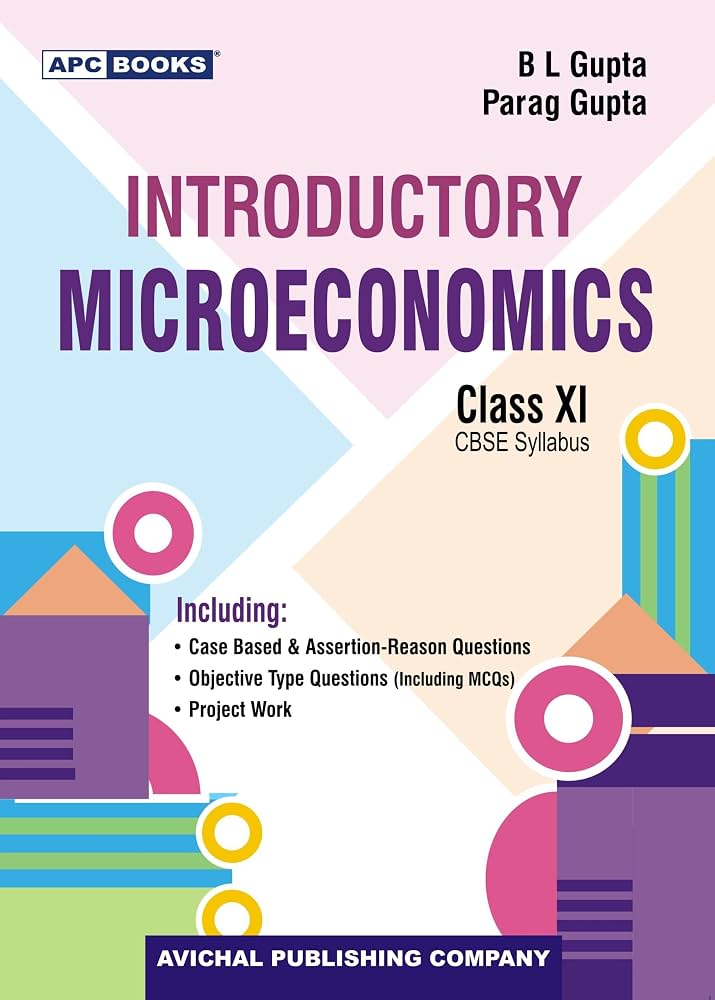 APC BOOKS®
B L Gupta
Parag Gupta
INTRODUCTORY
MICROECONOMICS
Class XI
CBSE Syllabus
Including:
• Case Based & Assertion-Reason Questions
• Objective Type Questions (Including MCQs)
• Project Work
AVICHAL PUBLISHING COMPANY